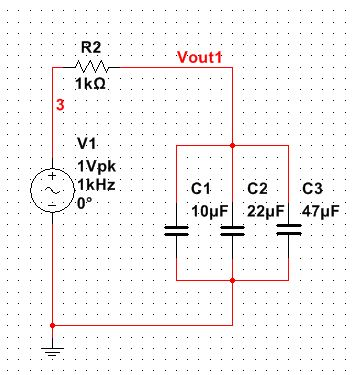 R2
Vout1
1kΩ
3
V1
1Vpk
1kHz
0°
C1 C2 C3
10µF 22µF 47µF